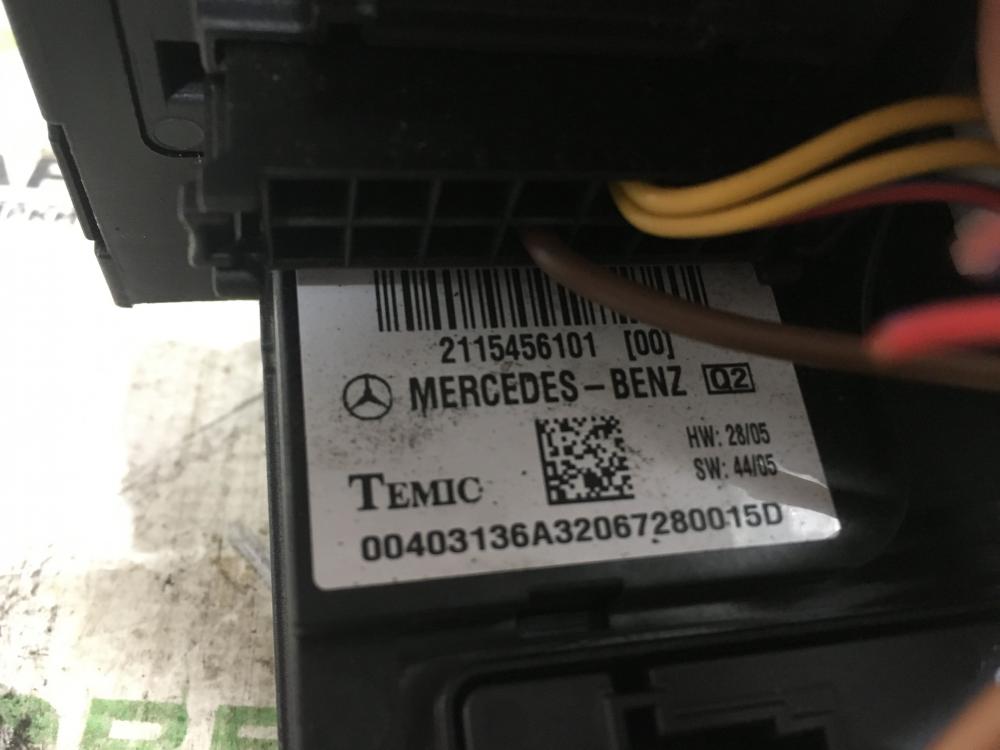 2115456101 [00]
MERCEDES-BENZ Q2
HW: 28/05
SW: 44/05
TEMIC
00403136A32067280015D